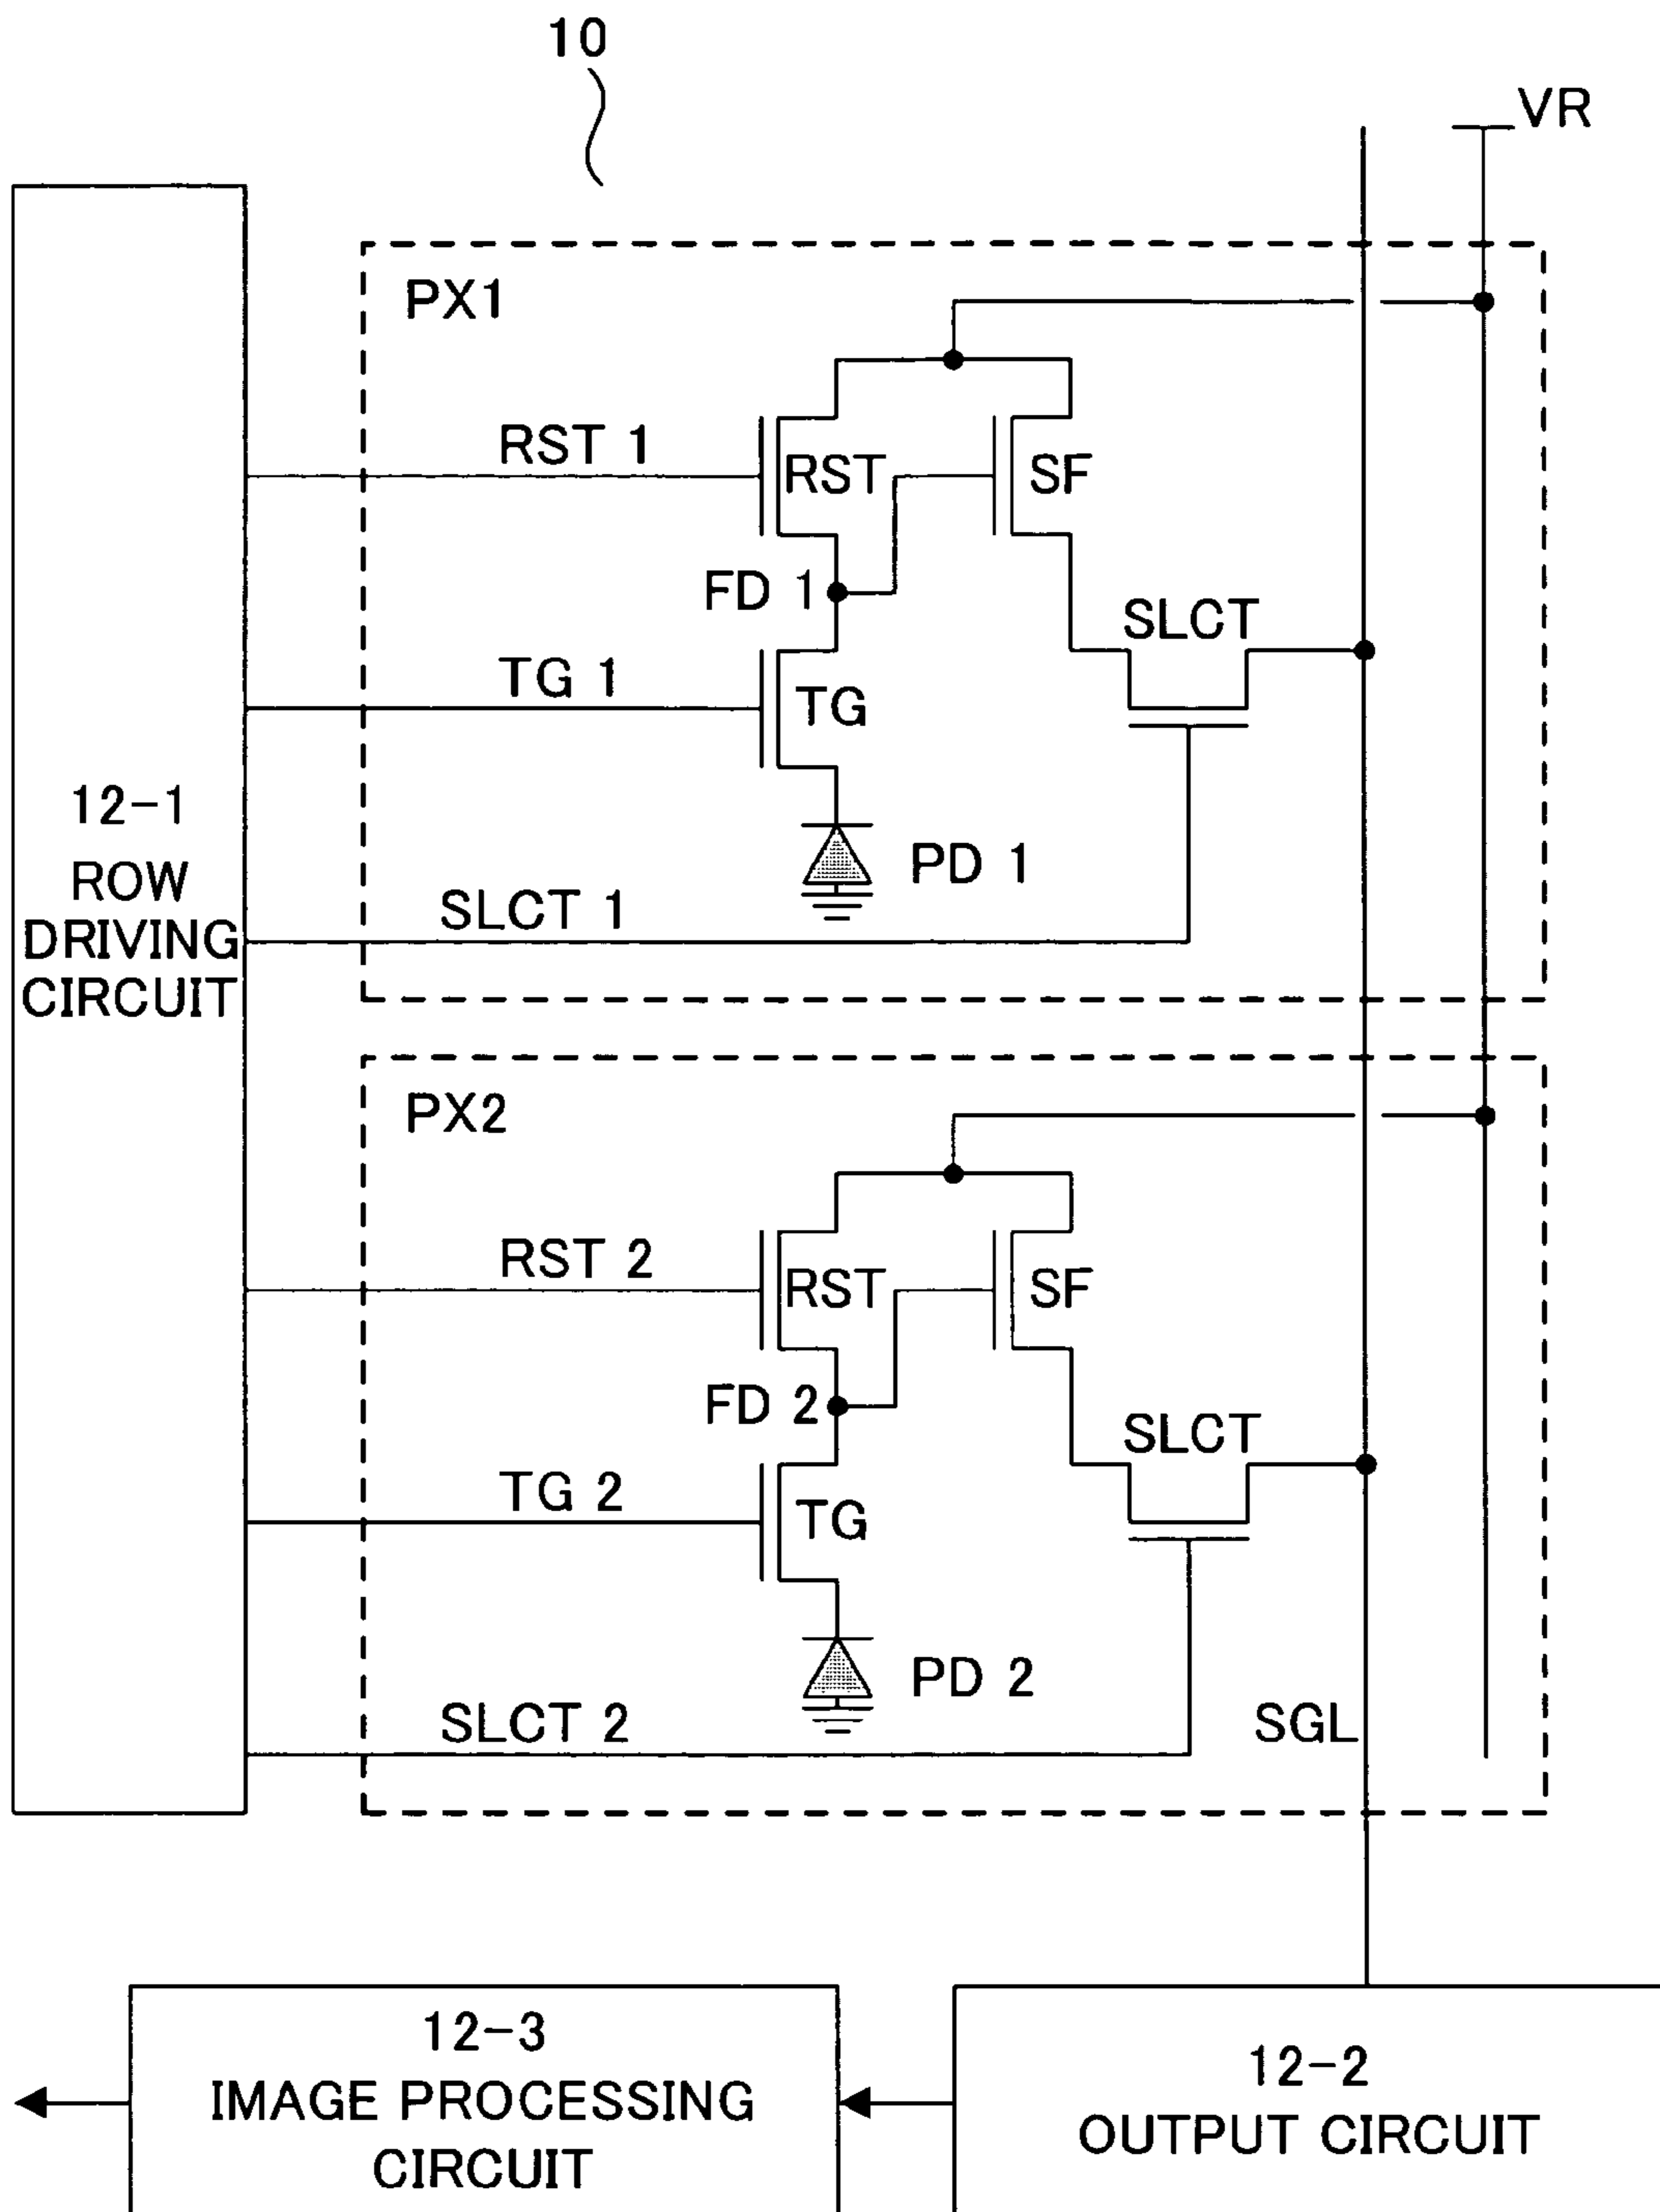 10
VR
PX1
RST 1
RST
SF
FD 1
SLCT
TG 1
TG
12-1
ROW
DRIVING
CIRCUIT
PD 1
SLCT 1
PX2
RST 2
RST
SF
FD 2
SLCT
TG 2
TG
PD 2
SLCT 2
SGL
12-3
IMAGE PROCESSING
CIRCUIT
12-2
OUTPUT CIRCUIT